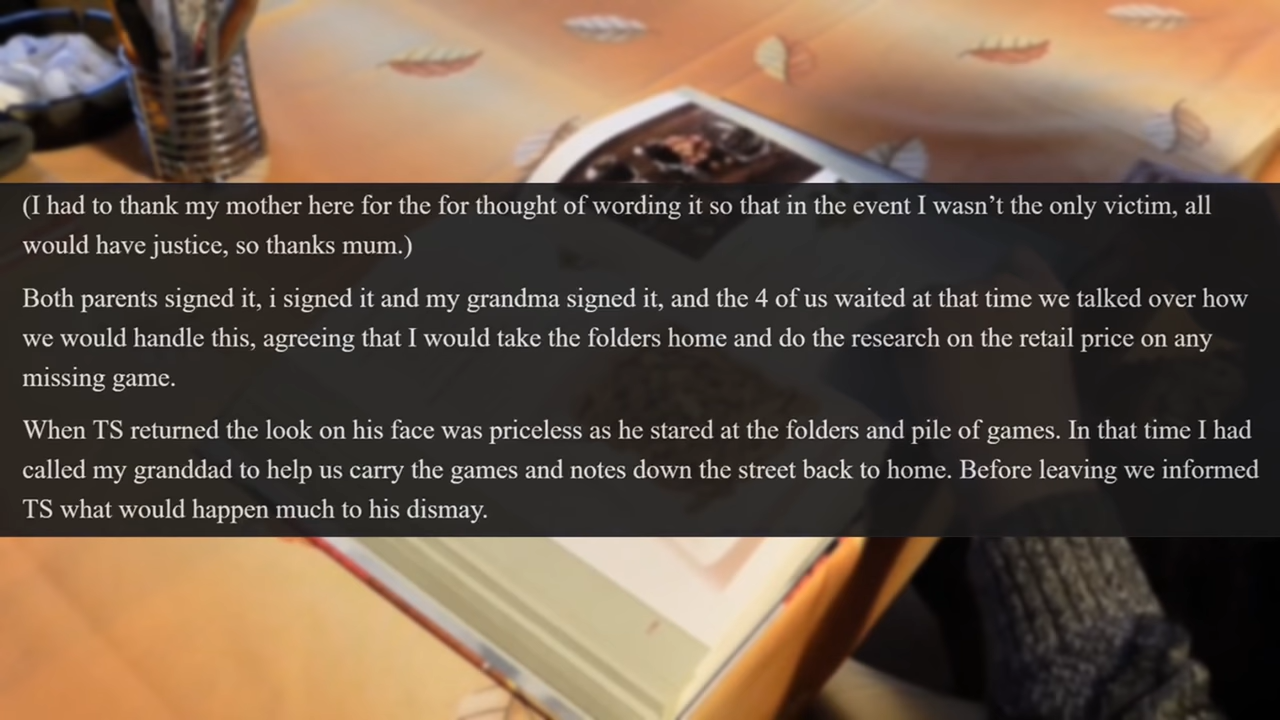 (I had to thank my mother here for the for thought of wording it so that in the event I wasn’t the only victim, all
would have justice, so thanks mum.)
Both parents signed it, i signed it and my grandma signed it, and the 4 of us waited at that time we talked over how
we would handle this, agreeing that I would take the folders home and do the research on the retail price on any
missing game.
When TS returned the look on his face was priceless as he stared at the folders and pile of games. In that time I had
called my granddad to help us carry the games and notes down the street back to home. Before leaving we informed
TS what would happen much to his dismay.